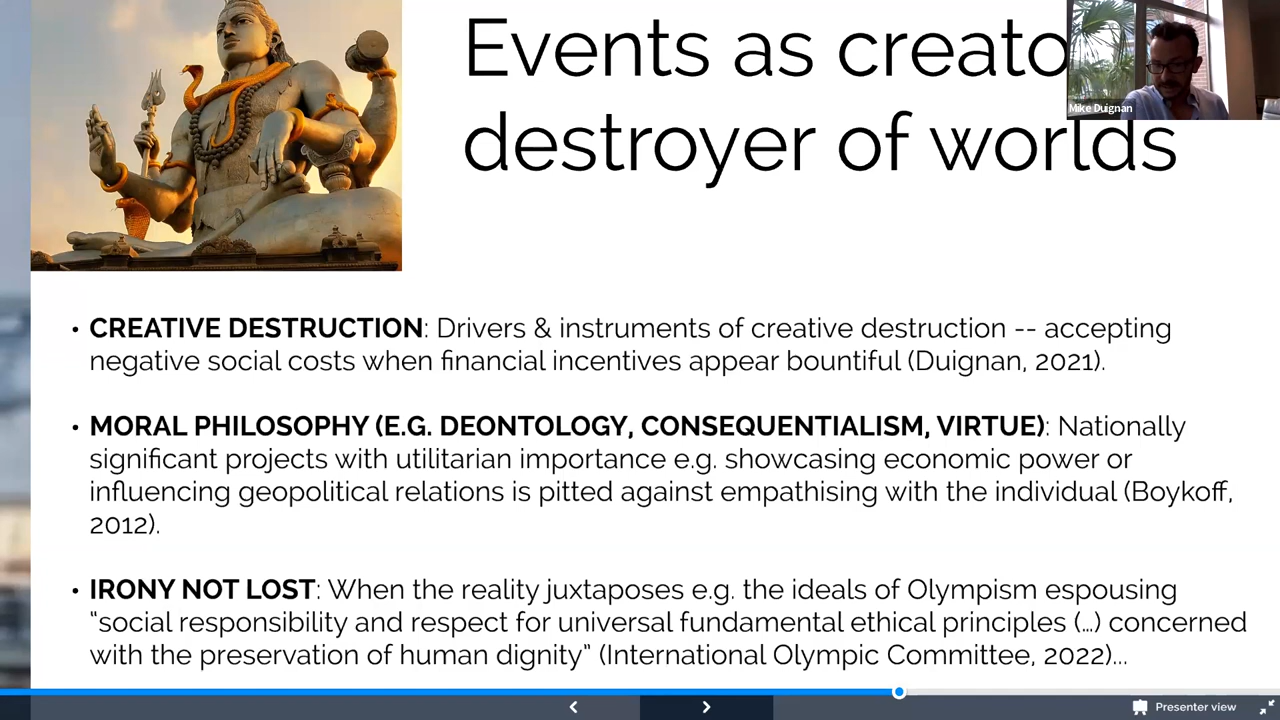 Events as creato
destroyer of worlds
Mike Duignan
• CREATIVE DESTRUCTION: Drivers & instruments of creative destruction -- accepting
negative social costs when financial incentives appear bountiful (Duignan, 2021).
• MORAL PHILOSOPHY (E.G. DEONTOLOGY, CONSEQUENTIALISM, VIRTUE): Nationally
significant projects with utilitarian importance e.g. showcasing economic power or
influencing geopolitical relations is pitted against empathising with the individual (Boykoff,
2012).
• IRONY NOT LOST: When the reality juxtaposes e.g. the ideals of Olympism espousing
“social responsibility and respect for universal fundamental ethical principles (…) concerned
with the preservation of human dignity” (International Olympic Committee, 2022)...
Presenter view